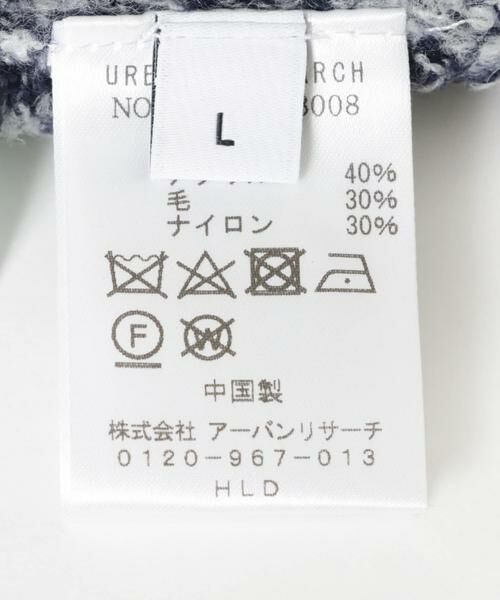 L
40%
毛 30%
ナイロン 30%
F
W
中国製
株式会社 アーバンリサーチ
0120-967-013
HLD